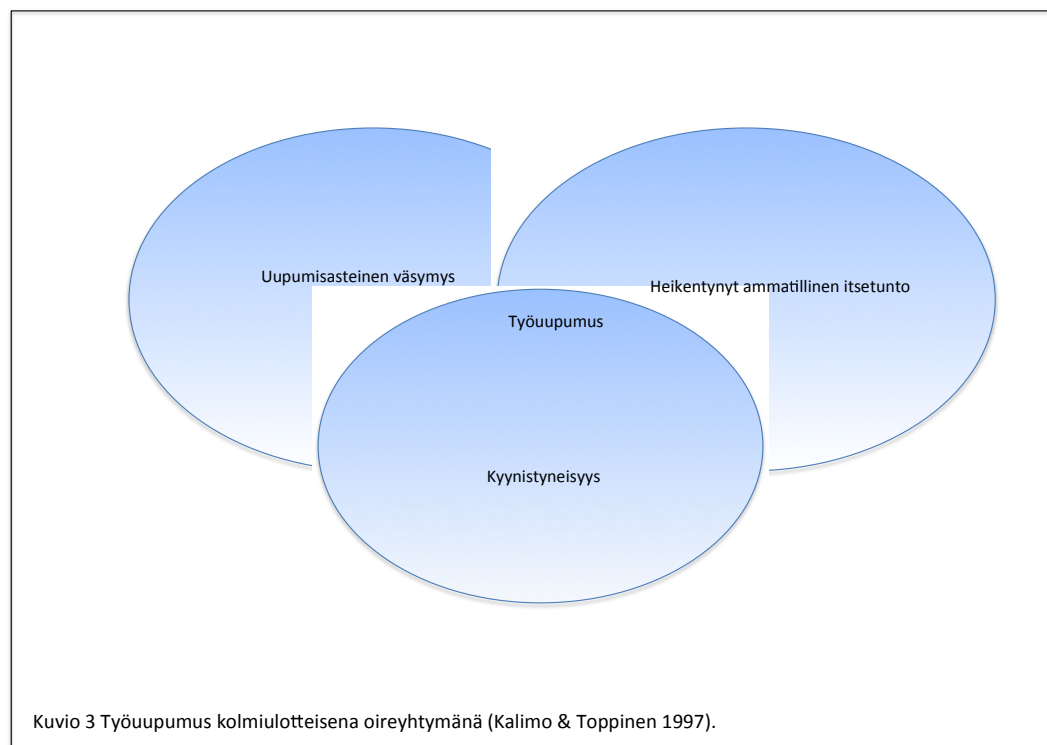 Uupumisasteinen väsymys
Heikentynyt ammatillinen itsetunto
Työuupumus
Kyynistyneisyys
Kuvio 3 Työuupumus kolmiulotteisena oireyhtymänä (Kalimo & Toppinen 1997).